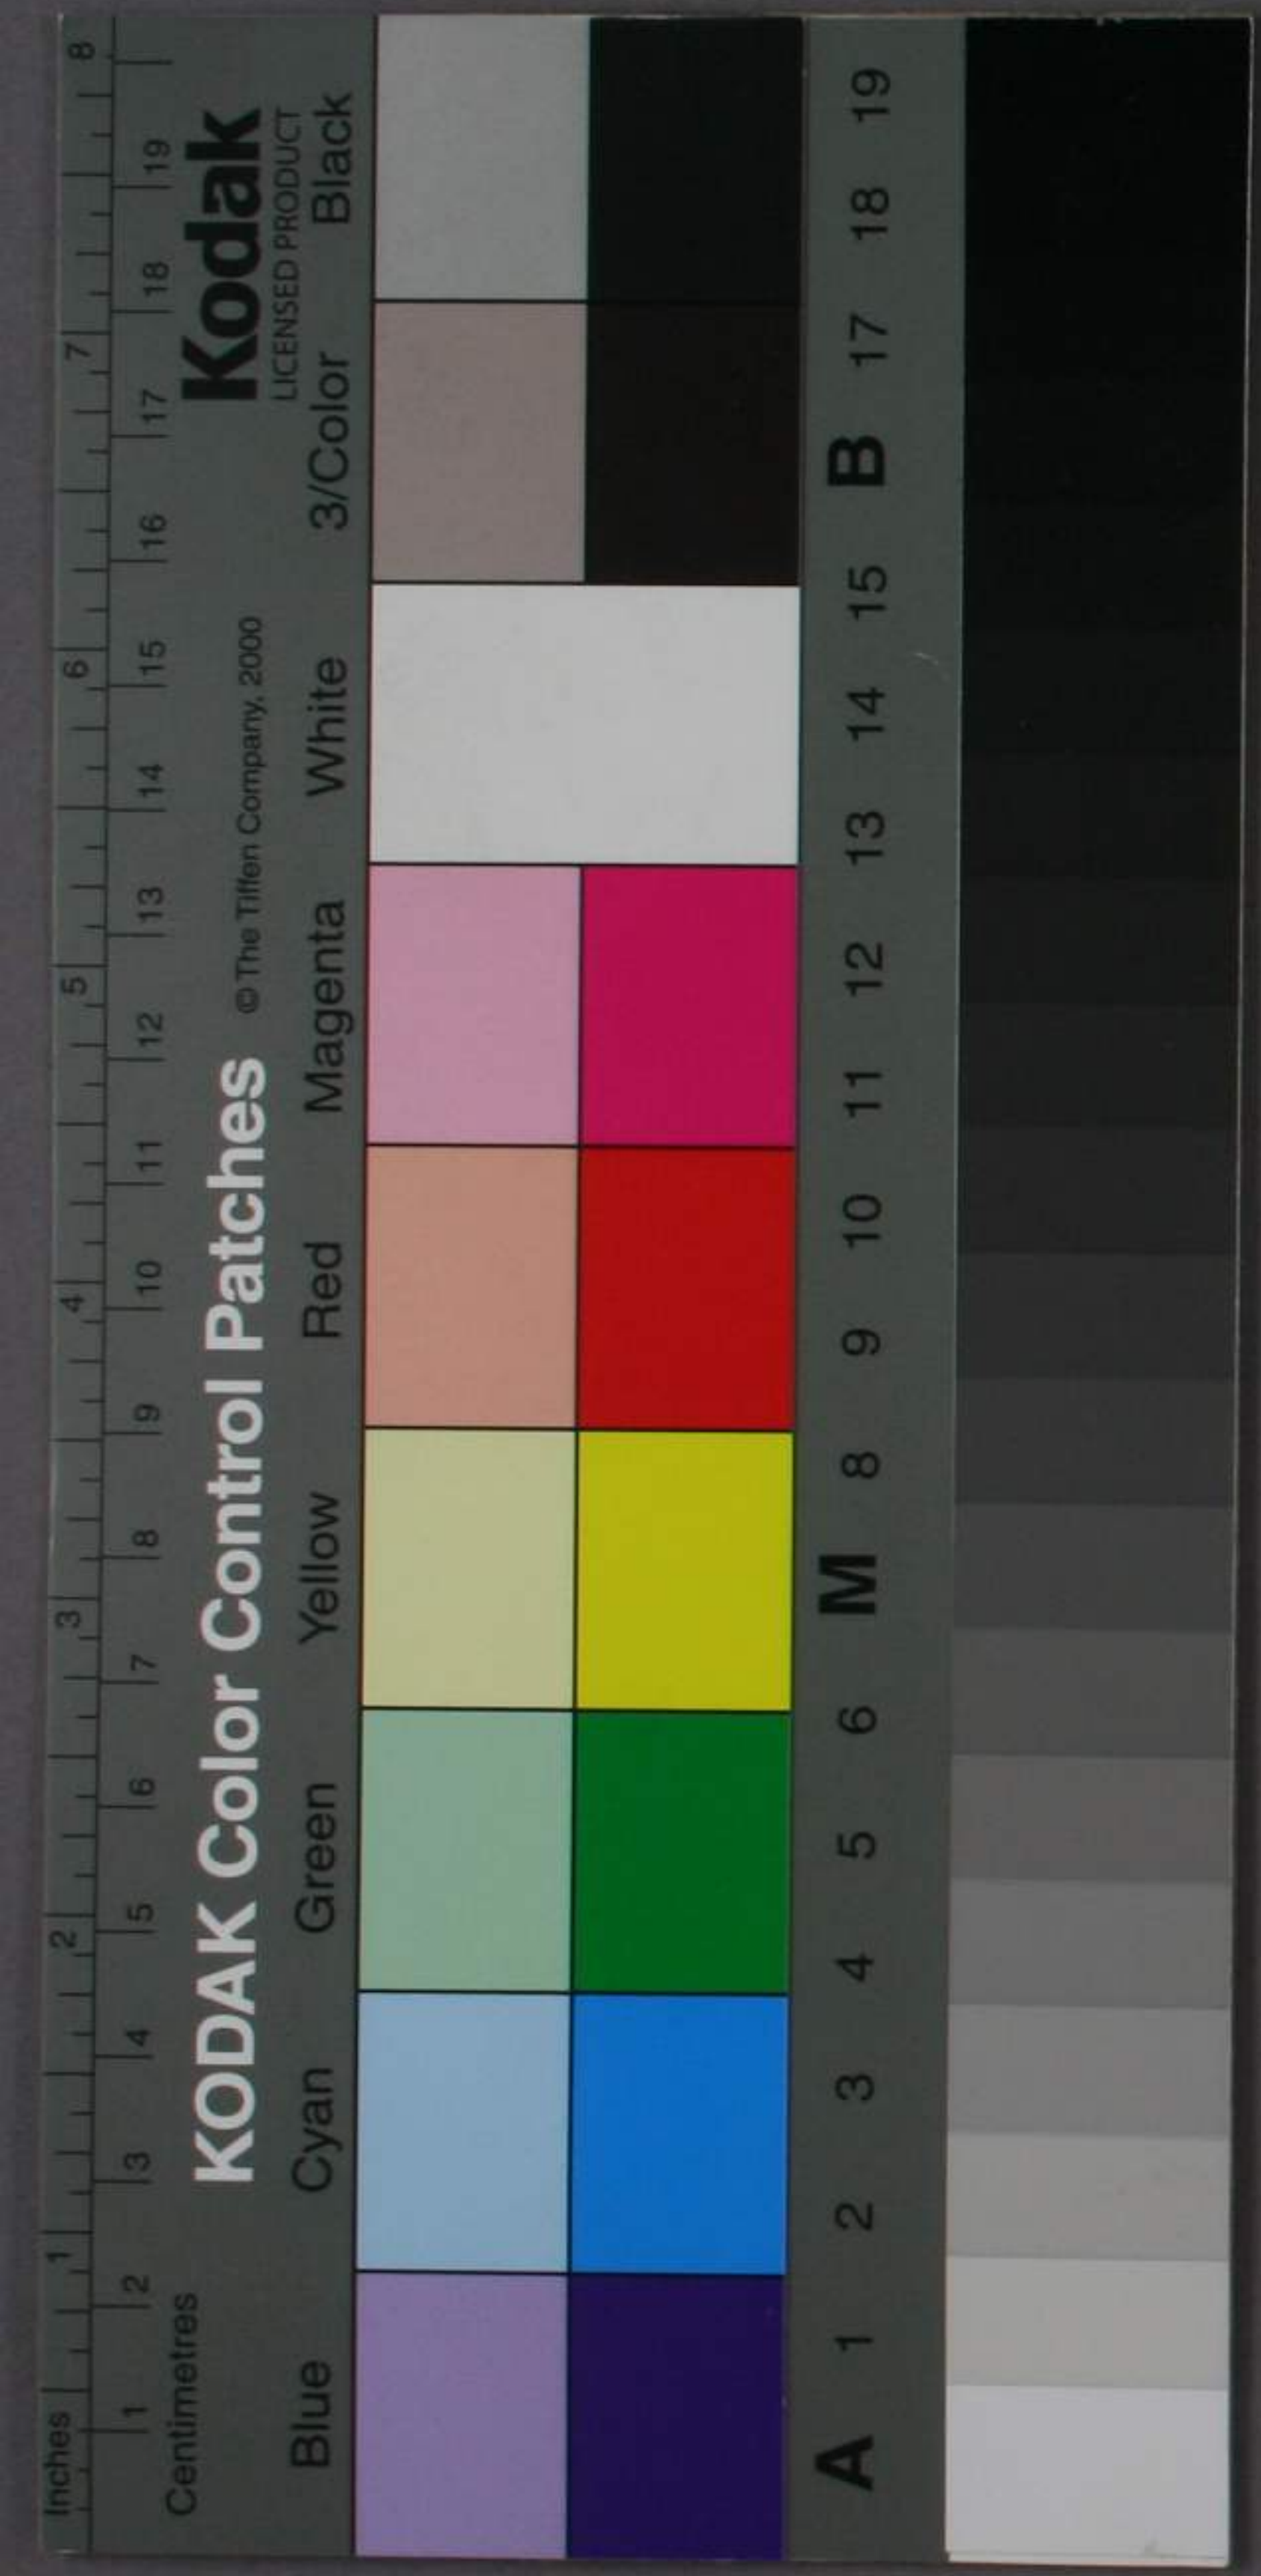 Inches 1 2 3 4 5 6 7 8
Centimetres 1 2 3 4 5 6 7 8 9 10 11 12 13 14 15 16 17 18 19
KODAK Color Control Patches © The Tiffen Company, 2000 Kodak
LICENSED PRODUCT
Blue Cyan Green Yellow Red Magenta White 3/Color Black
A 1 2 3 4 5 6 M 8 9 10 11 12 13 14 15 B 17 18 19